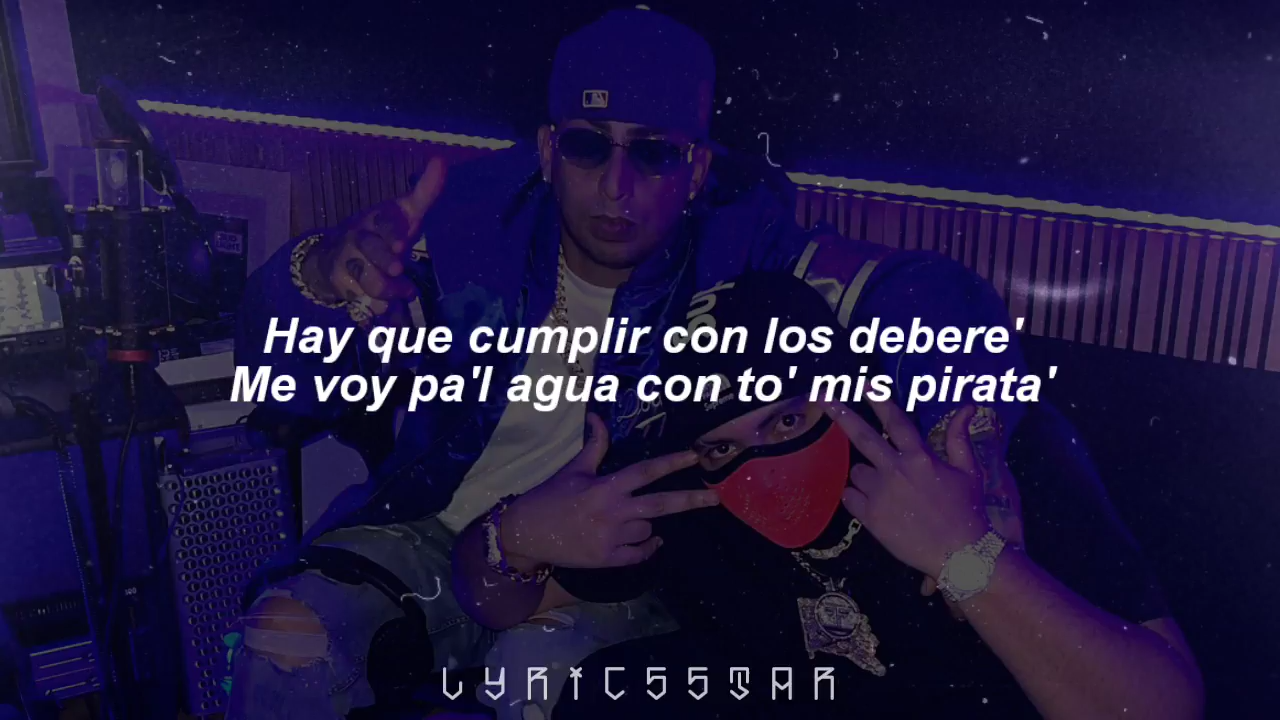 Hay que cumplir con los debere'
Me voy pa'l agua con to' mis pirata'
LYRICSSTAR